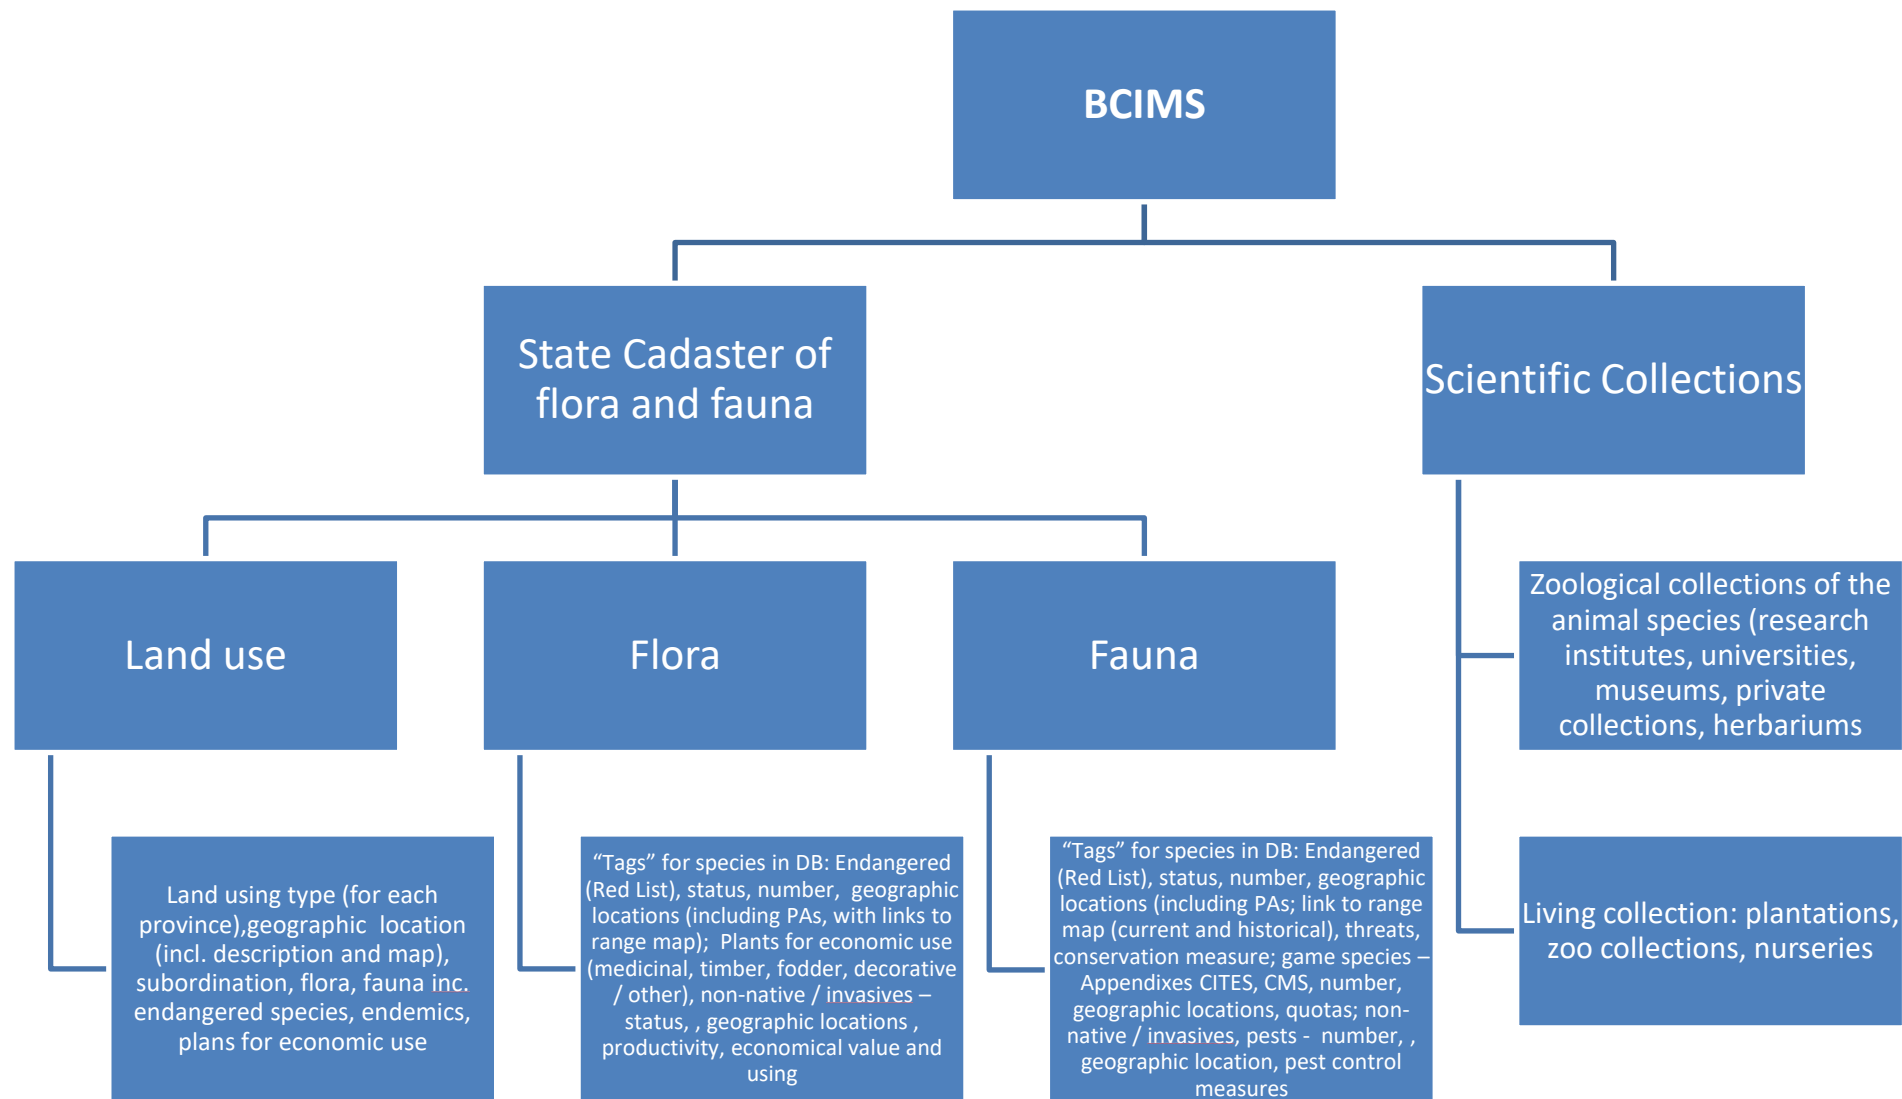 BCIMS
State Cadaster of
flora and fauna
Scientific Collections
Land use
Flora
Fauna
Zoological collections of the
animal species (research
institutes, universities,
museums, private
collections, herbariums
Land using type (for each
province),geographic location
(incl. description and map),
subordination, flora, fauna inc.
endangered species, endemics,
plans for economic use
“Tags” for species in DB: Endangered
(Red List), status, number, geographic
locations (including PAs, with links to
range map); Plants for economic use
(medicinal, timber, fodder, decorative
/ other), non-native / invasives –
status, , geographic locations ,
productivity, economical value and
using
“Tags” for species in DB: Endangered
(Red List), status, number, geographic
locations (including PAs; link to range
map (current and historical), threats,
conservation measure; game species –
Appendixes CITES, CMS, number,
geographic locations, quotas; non-
native / invasives, pests - number, ,
geographic location, pest control
measures
Living collection: plantations,
zoo collections, nurseries